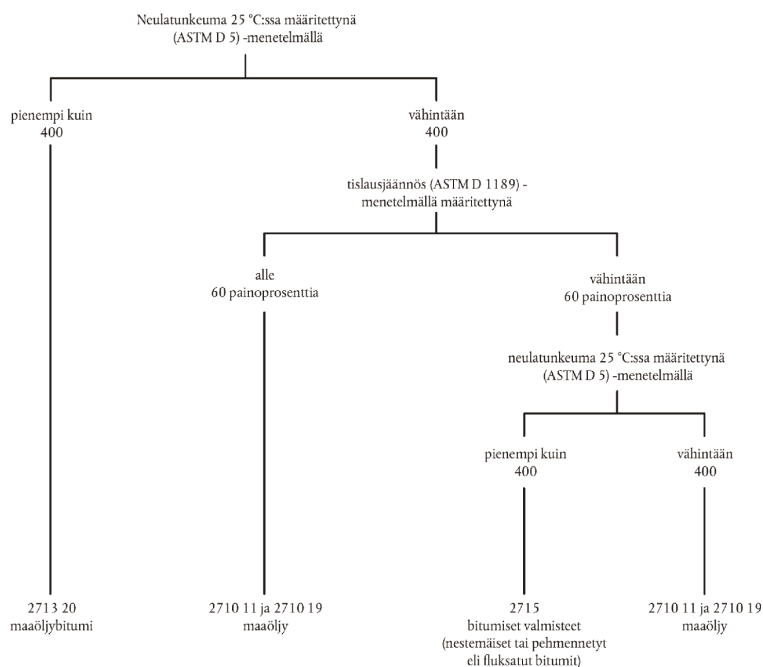 Neulatunkeuma 25 °C:ssa määritettynä
(ASTM D 5) -menetelmällä
pienempi kuin
400
vähintään
400
tislausjäännös (ASTM D 1189) -
menetelmällä määritettynä
alle
60 painoprosenttia
vähintään
60 painoprosenttia
neulatunkeuma 25 °C:ssa määritettynä
(ASTM D 5) -menetelmällä
pienempi kuin
400
vähintään
400
2713 20
maaöljybitumi
2710 11 ja 2710 19
maaöljy
2715
bitumiset valmisteet
(nestemäiset tai pehmennetyt
eli fluksatut bitumit)
2710 11 ja 2710 19
maaöljy